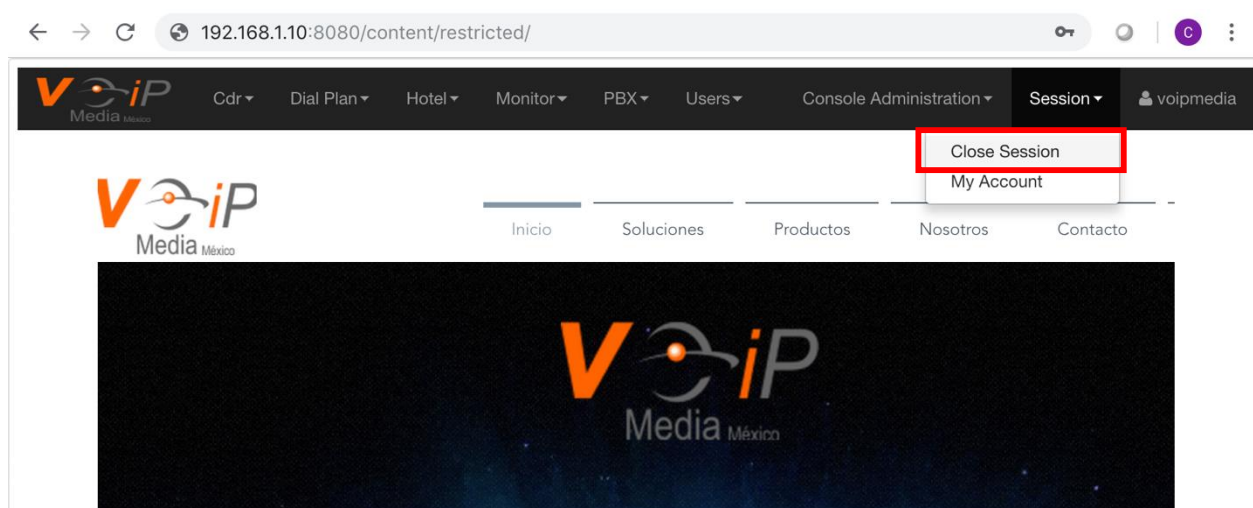 192.168.1.10:8080/content/restricted/
C
VOiP Media México Cdr Dial Plan Hotel Monitor PBX Users Console Administration Session voipmedia
Close Session
My Account
VOiP
Media México
Inicio Soluciones Productos Nosotros Contacto
VOiP
Media México